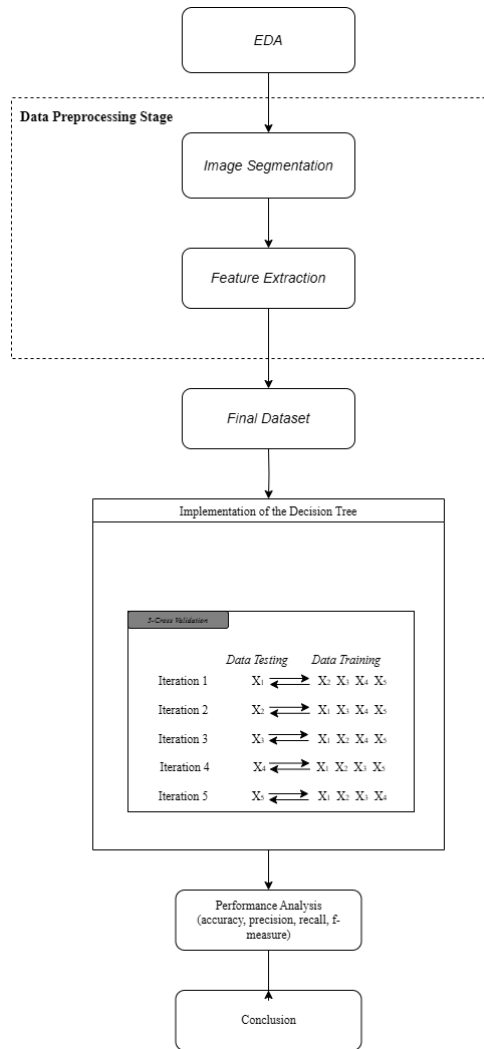 EDA
Data Preprocessing Stage
Image Segmentation
Feature Extraction
Final Dataset
Implementation of the Decision Tree
5-Cross Validation
Data Testing Data Training
Iteration 1 X₁ X₂ X₃ X₄ X₅
Iteration 2 X₂ X₁ X₃ X₄ X₅
Iteration 3 X₃ X₁ X₂ X₄ X₅
Iteration 4 X₄ X₁ X₂ X₃ X₅
Iteration 5 X₅ X₁ X₂ X₃ X₄
Performance Analysis
(accuracy, precision, recall, f-
measure)
Conclusion